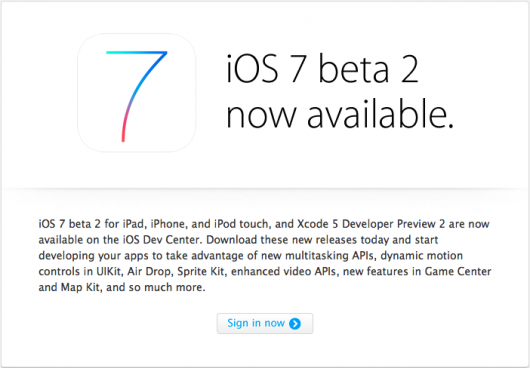 7
iOS 7 beta 2
now available.
iOS 7 beta 2 for iPad, iPhone, and iPod touch, and Xcode 5 Developer Preview 2 are now
available on the iOS Dev Center. Download these new releases today and start
developing your apps to take advantage of new multitasking APIs, dynamic motion
controls in UIKit, Air Drop, Sprite Kit, enhanced video APIs, new features in Game Center
and Map Kit, and so much more.
Sign in now